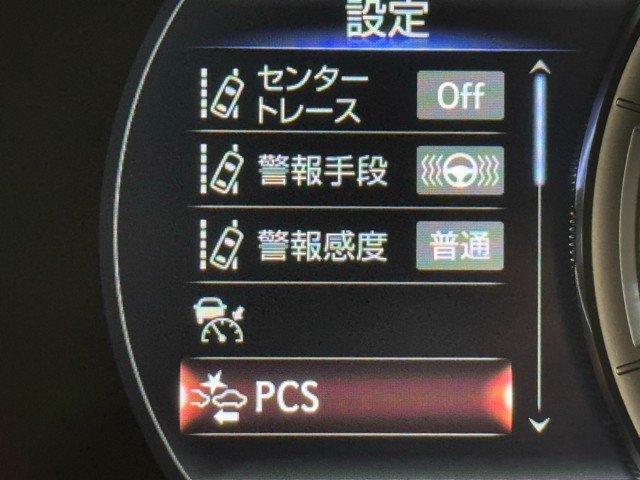 設定
センター
トレース
Off
警報手段
警報感度
普通
PCS